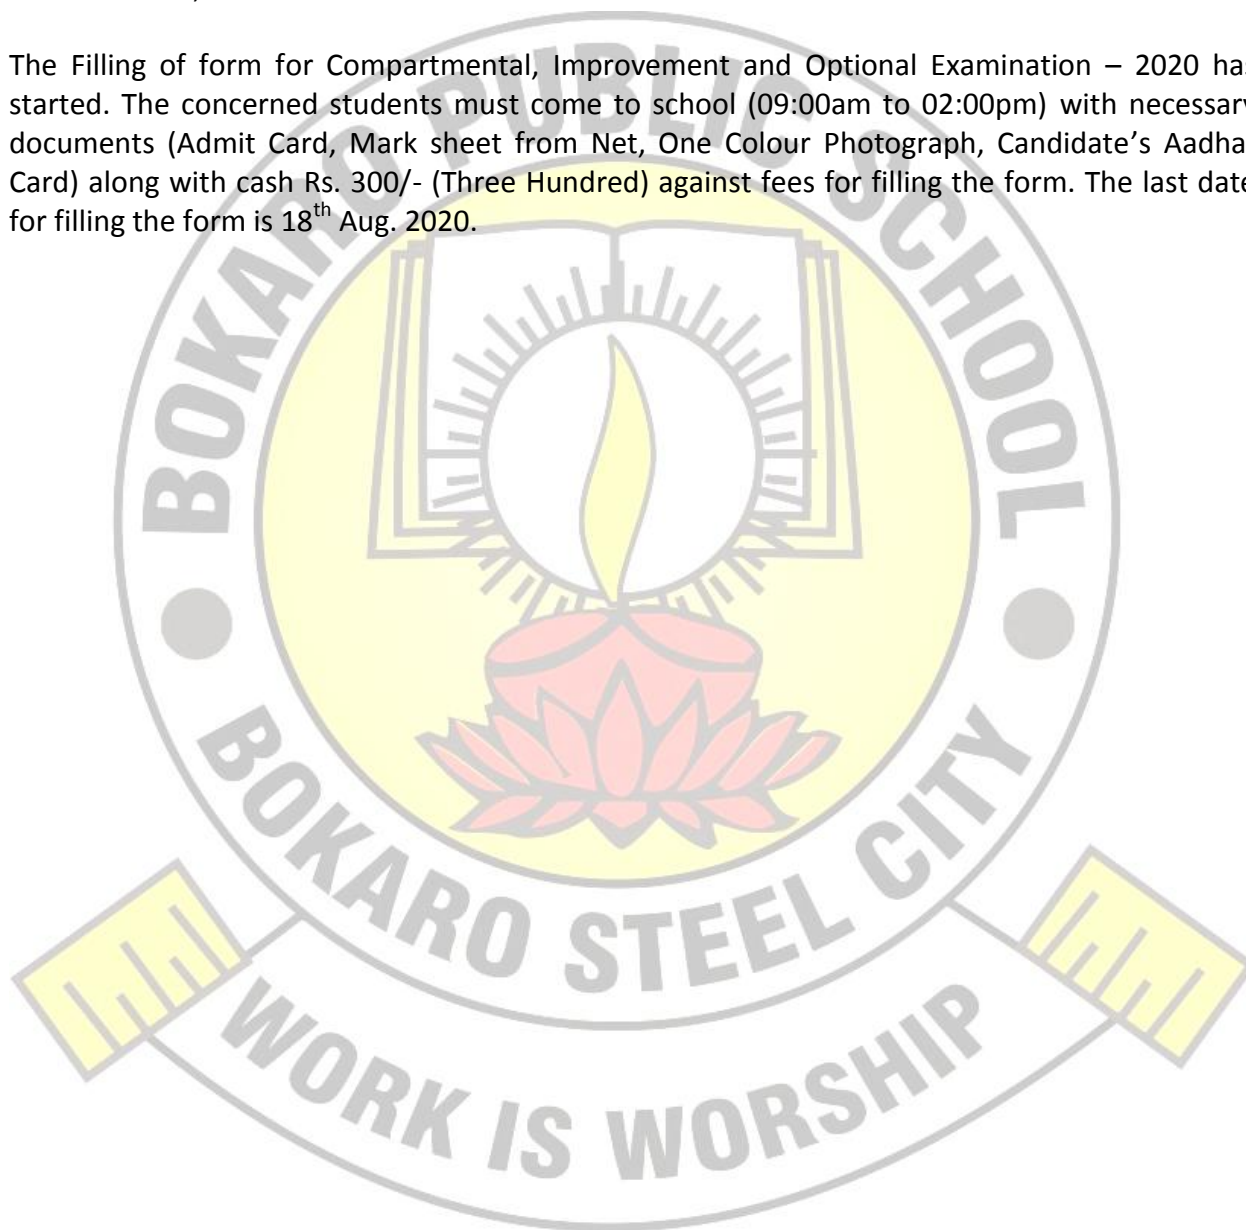 The Filling of form for Compartmental, Improvement and Optional Examination – 2020 has
started. The concerned students must come to school (09:00am to 02:00pm) with necessary
documents (Admit Card, Mark sheet from Net, One Colour Photograph, Candidate's Aadha
Card) along with cash Rs. 300/- (Three Hundred) against fees for filling the form. The last date
for filling the form is 18th Aug. 2020.
BOKARO PUBLIC SCHOOL
BOKARO STEEL CITY
WORK IS WORSHIP